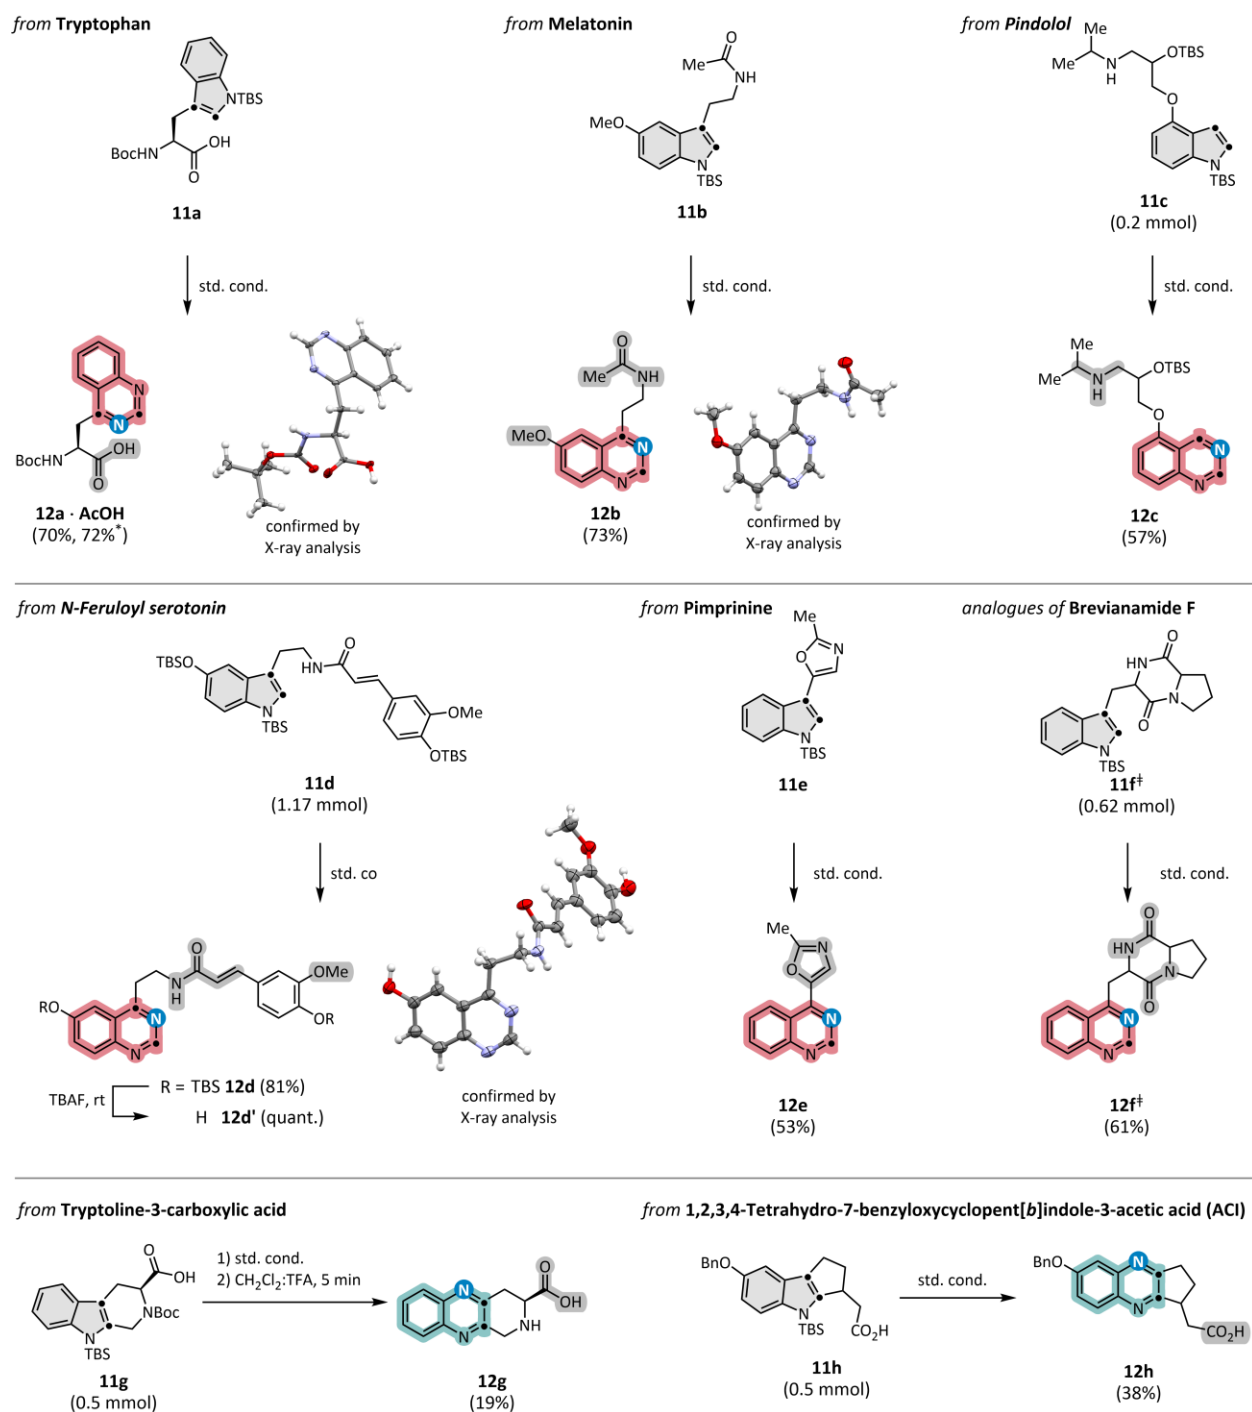 from Tryptophan
NTBS
BocHN
OH
O
11a
std. cond.
N
N
BocHN
OH
O
12a · AcOH
(70%, 72%*)
confirmed by
X-ray analysis
from Melatonin
O
Me
NH
MeO
N
TBS
11b
std. cond.
O
Me
NH
MeO
N
N
12b
(73%)
confirmed by
X-ray analysis
from Pindolol
Me
OTBS
Me
N
H
O
N
TBS
11c
(0.2 mmol)
std. cond.
Me
OTBS
Me
N
H
O
N
N
12c
(57%)
from N-Feruloyl serotonin
TBSO
O
HN
N
TBS
OMe
OTBS
11d
(1.17 mmol)
std. co
O
N
H
OMe
RO
OR
N
N
TBAF, rt
R = TBS 12d (81%)
H 12d' (quant.)
confirmed by
X-ray analysis
from Pimprinine
Me
O
N
N
TBS
11e
std. cond.
Me
N
O
N
N
12e
(53%)
analogues of Brevianamide F
O
HN
N
O
N
TBS
11f‡
(0.62 mmol)
std. cond.
O
HN
N
O
N
N
12f‡
(61%)
from Tryptoline-3-carboxylic acid
O
OH
NBoc
N
TBS
11g
(0.5 mmol)
1) std. cond.
2) CH2Cl2:TFA, 5 min
O
N
OH
NH
N
12g
(19%)
from 1,2,3,4-Tetrahydro-7-benzyloxycyclopent[b]indole-3-acetic acid (ACI)
BnO
N
TBS
CO2H
11h
(0.5 mmol)
std. cond.
BnO
N
N
CO2H
12h
(38%)